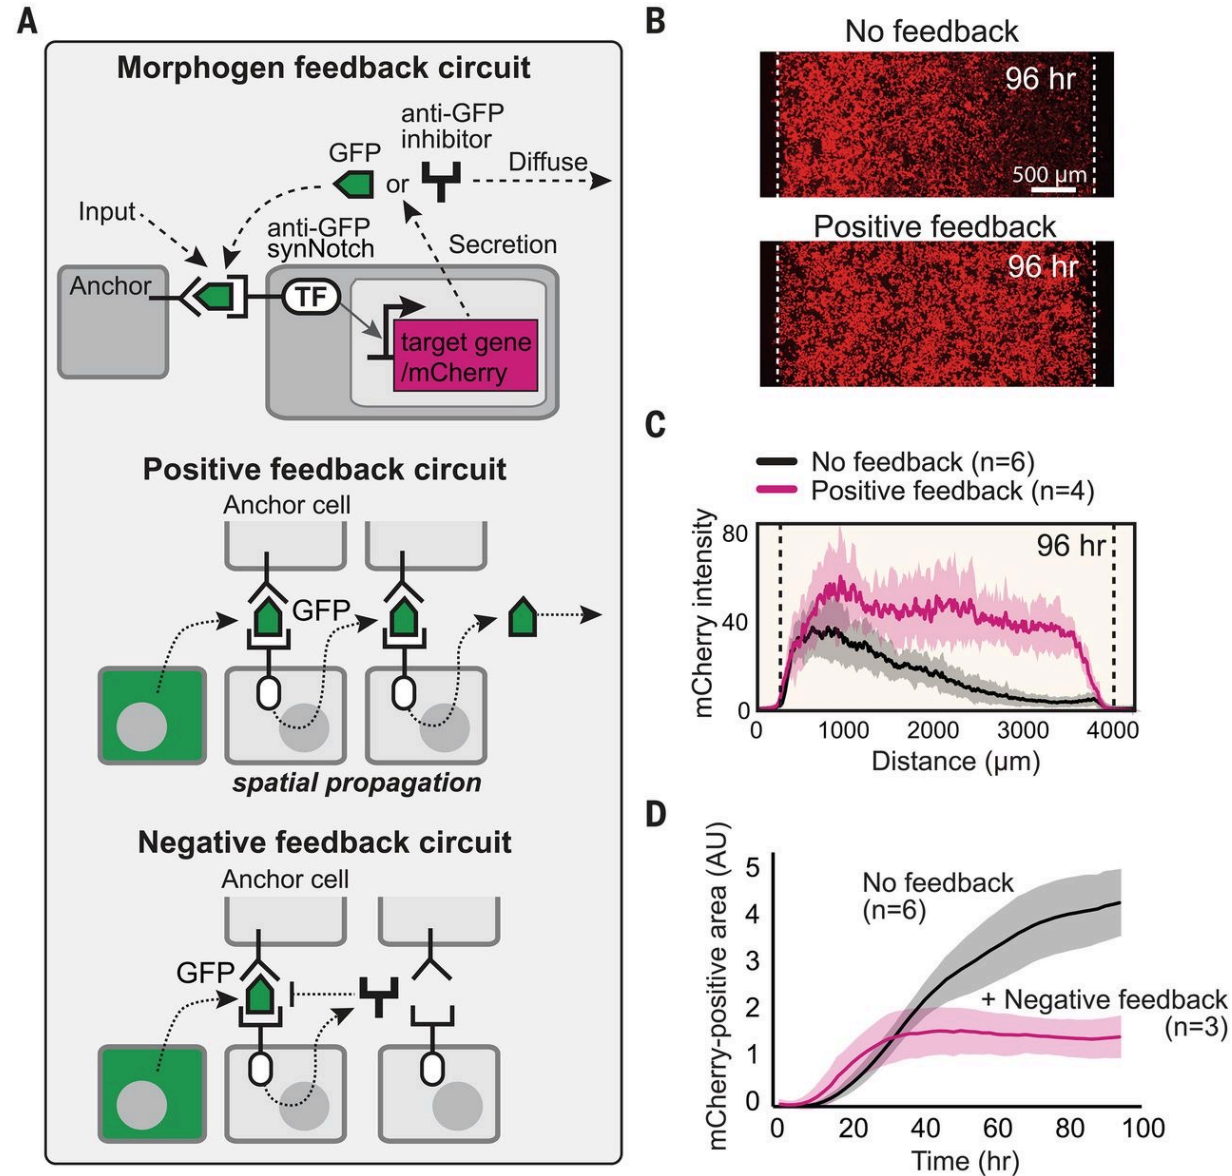 A
Morphogen feedback circuit
anti-GFP
inhibitor
GFP
or
Diffuse
Input
anti-GFP
synNotch
Secretion
Anchor
TF
target gene
/mCherry
Positive feedback circuit
Anchor cell
GFP
spatial propagation
Negative feedback circuit
Anchor cell
GFP
B
No feedback
96 hr
500 µm
Positive feedback
96 hr
C
No feedback (n=6)
Positive feedback (n=4)
mCherry intensity
80
40
0
96 hr
0 1000 2000 3000 4000
Distance (µm)
D
mCherry-positive area (AU)
5
4
3
2
1
0
No feedback
(n=6)
+ Negative feedback
(n=3)
0 20 40 60 80 100
Time (hr)